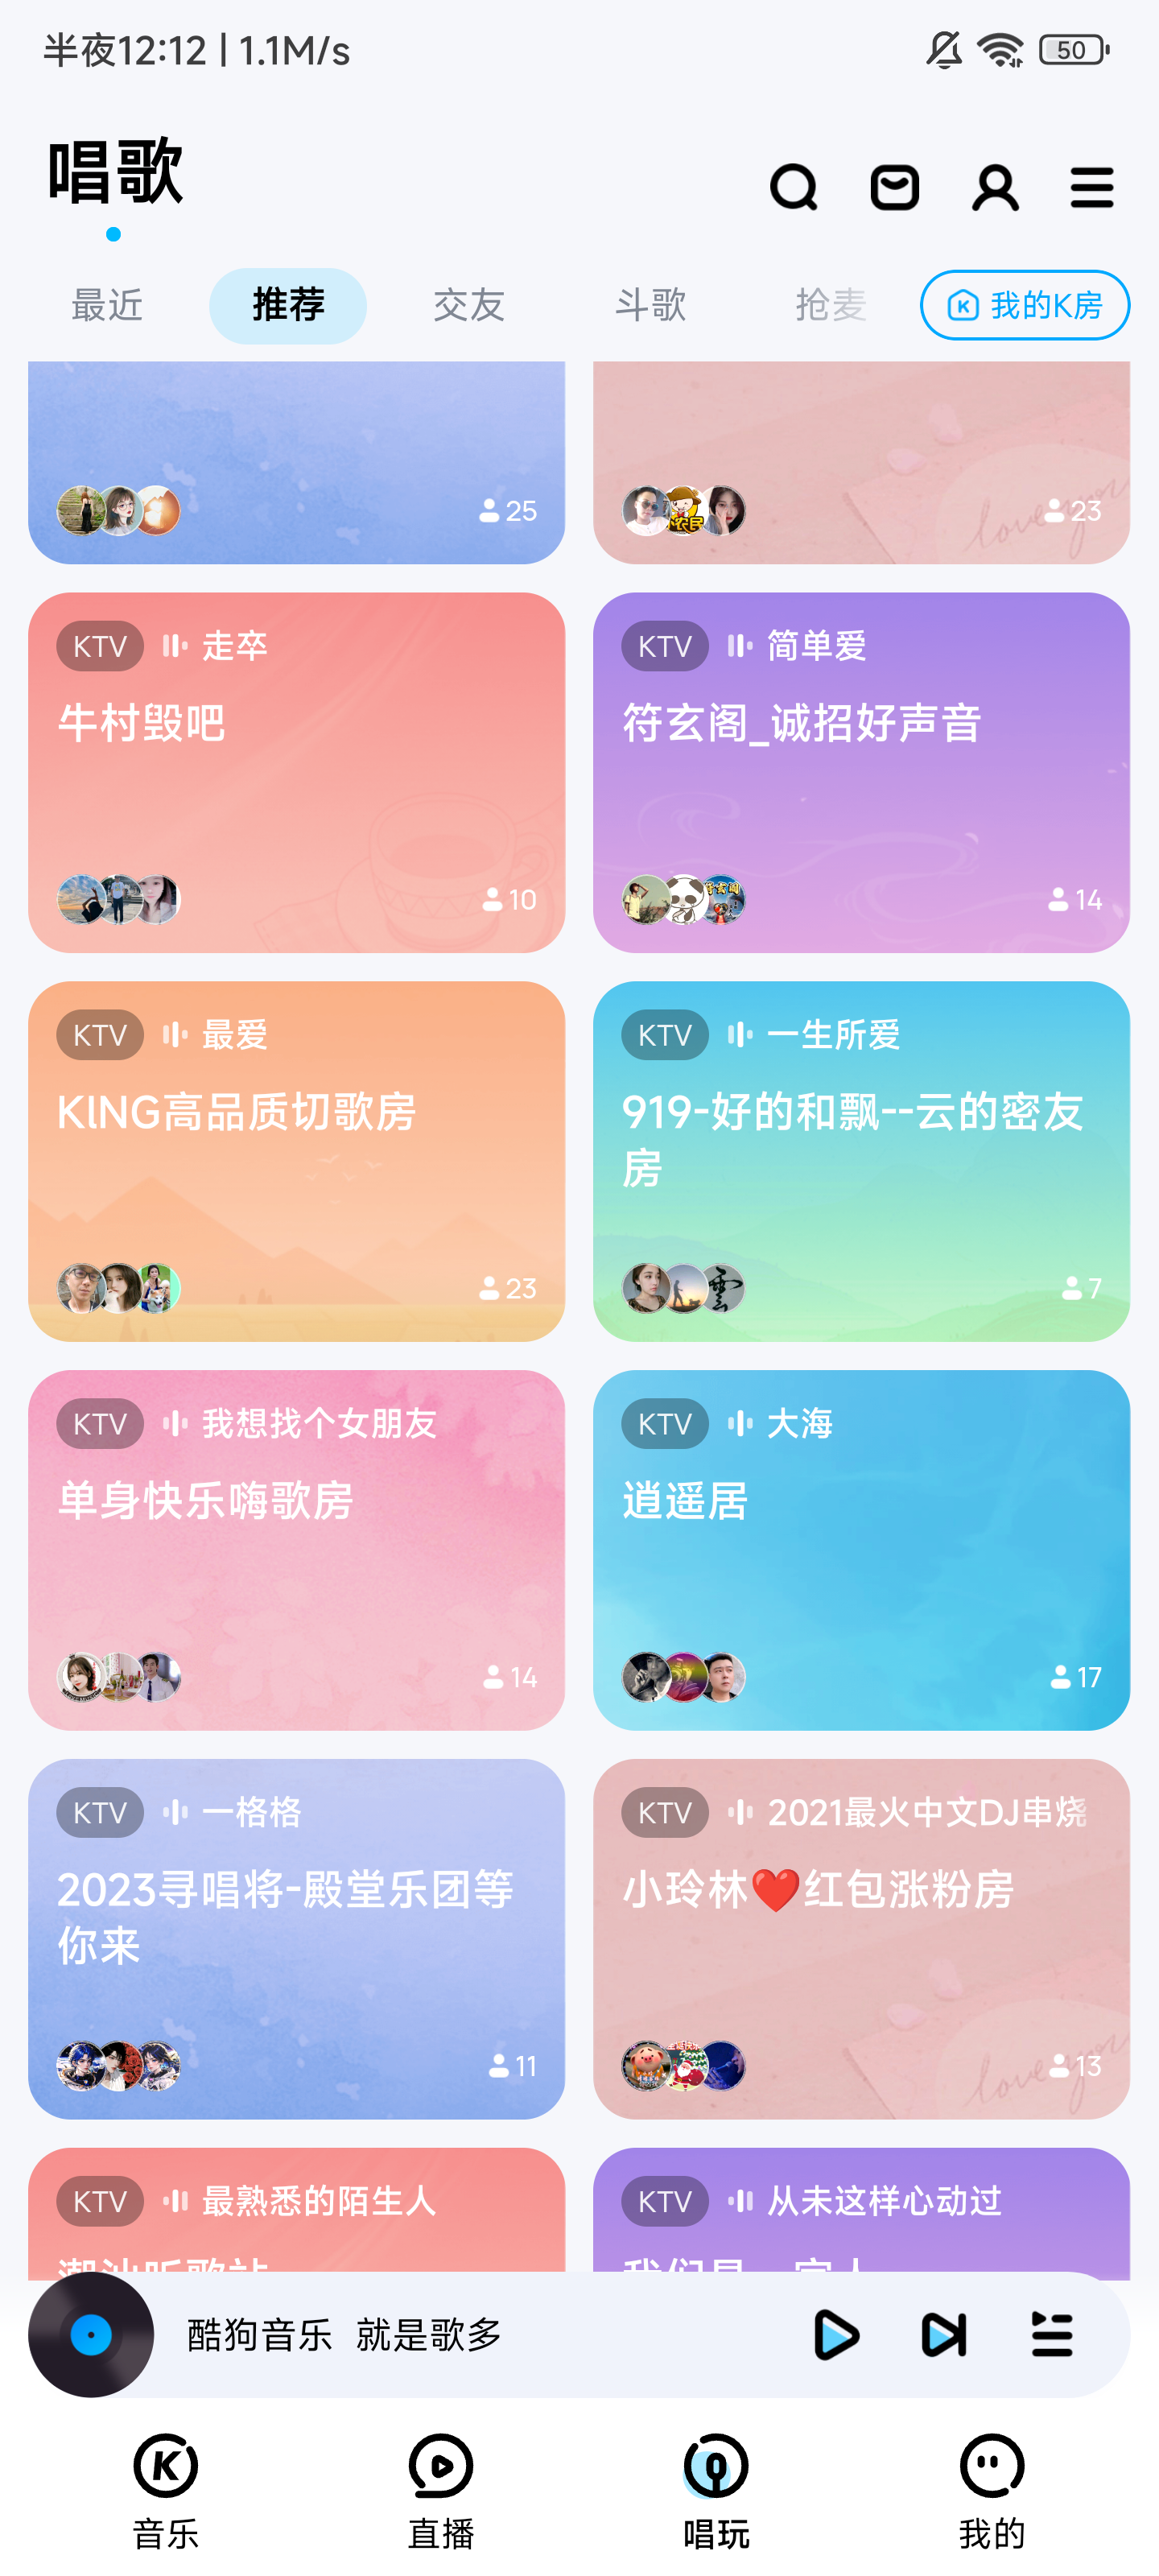 半夜12:12 | 1.1M/s
50
唱歌
最近
推荐
交友
斗歌
抢麦
我的K房
25
love you
23
KTV
走卒
牛村毁吧
10
KTV
简单爱
符玄阁_诚招好声音
14
KTV
最爱
KING高品质切歌房
23
KTV
一生所爱
919-好的和飘--云的密友
房
7
KTV
我想找个女朋友
单身快乐嗨歌房
14
KTV
大海
逍遥居
17
KTV
一格格
2023寻唱将-殿堂乐团等
你来
11
KTV
2021最火中文DJ串烧
小玲林❤️红包涨粉房
love you
13
KTV
最熟悉的陌生人
KTV
从未这样心动过
酷狗音乐 就是歌多
音乐
直播
唱玩
我的